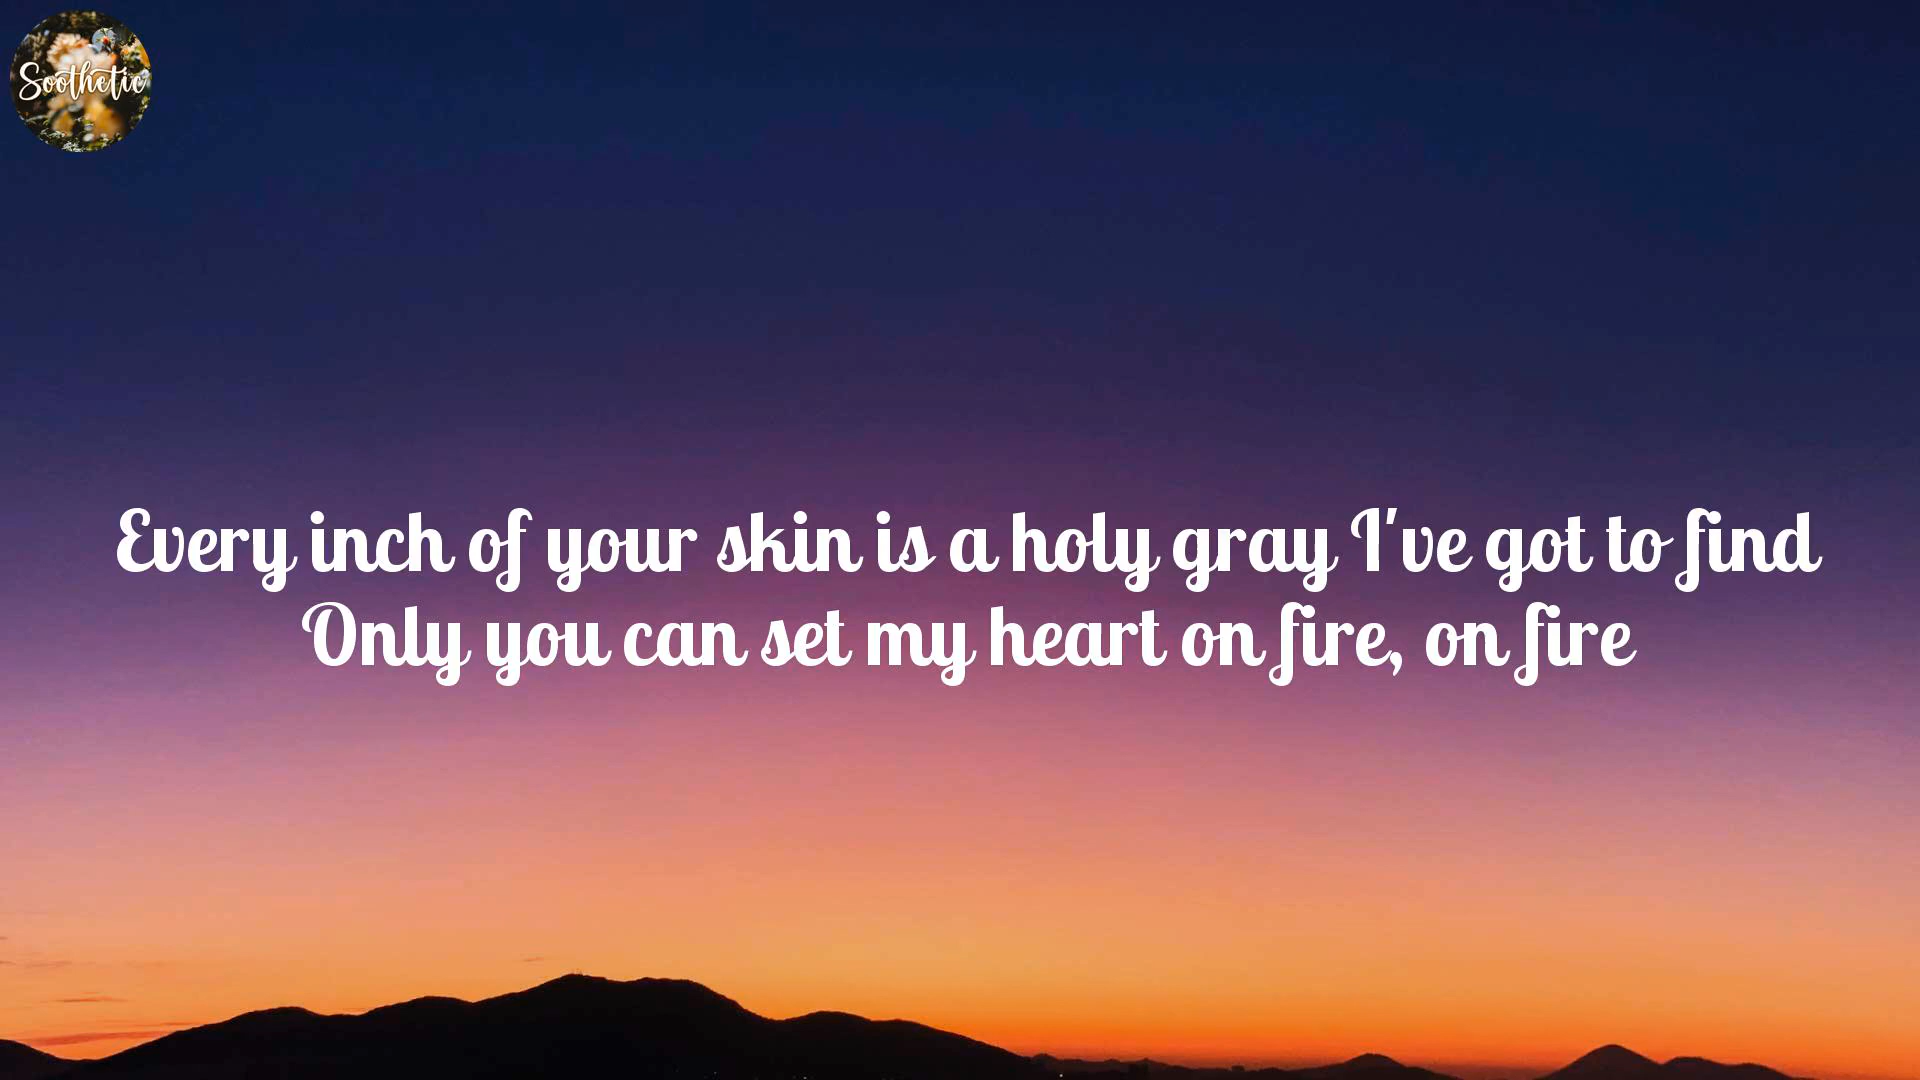 Soothetic
Every inch of your skin is a holy gray I've got to find
Only you can set my heart on fire, on fire